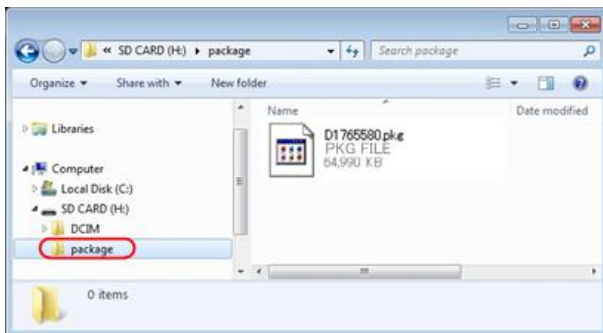 « SD CARD (H:) ▸ package
Search package
Organize ▾ Share with ▾ New folder
Name Date modified
Libraries
Computer
Local Disk (C:)
SD CARD (H:)
DCIM
package
D1765580.pkg
PKG FILE
64,990 KB
0 items